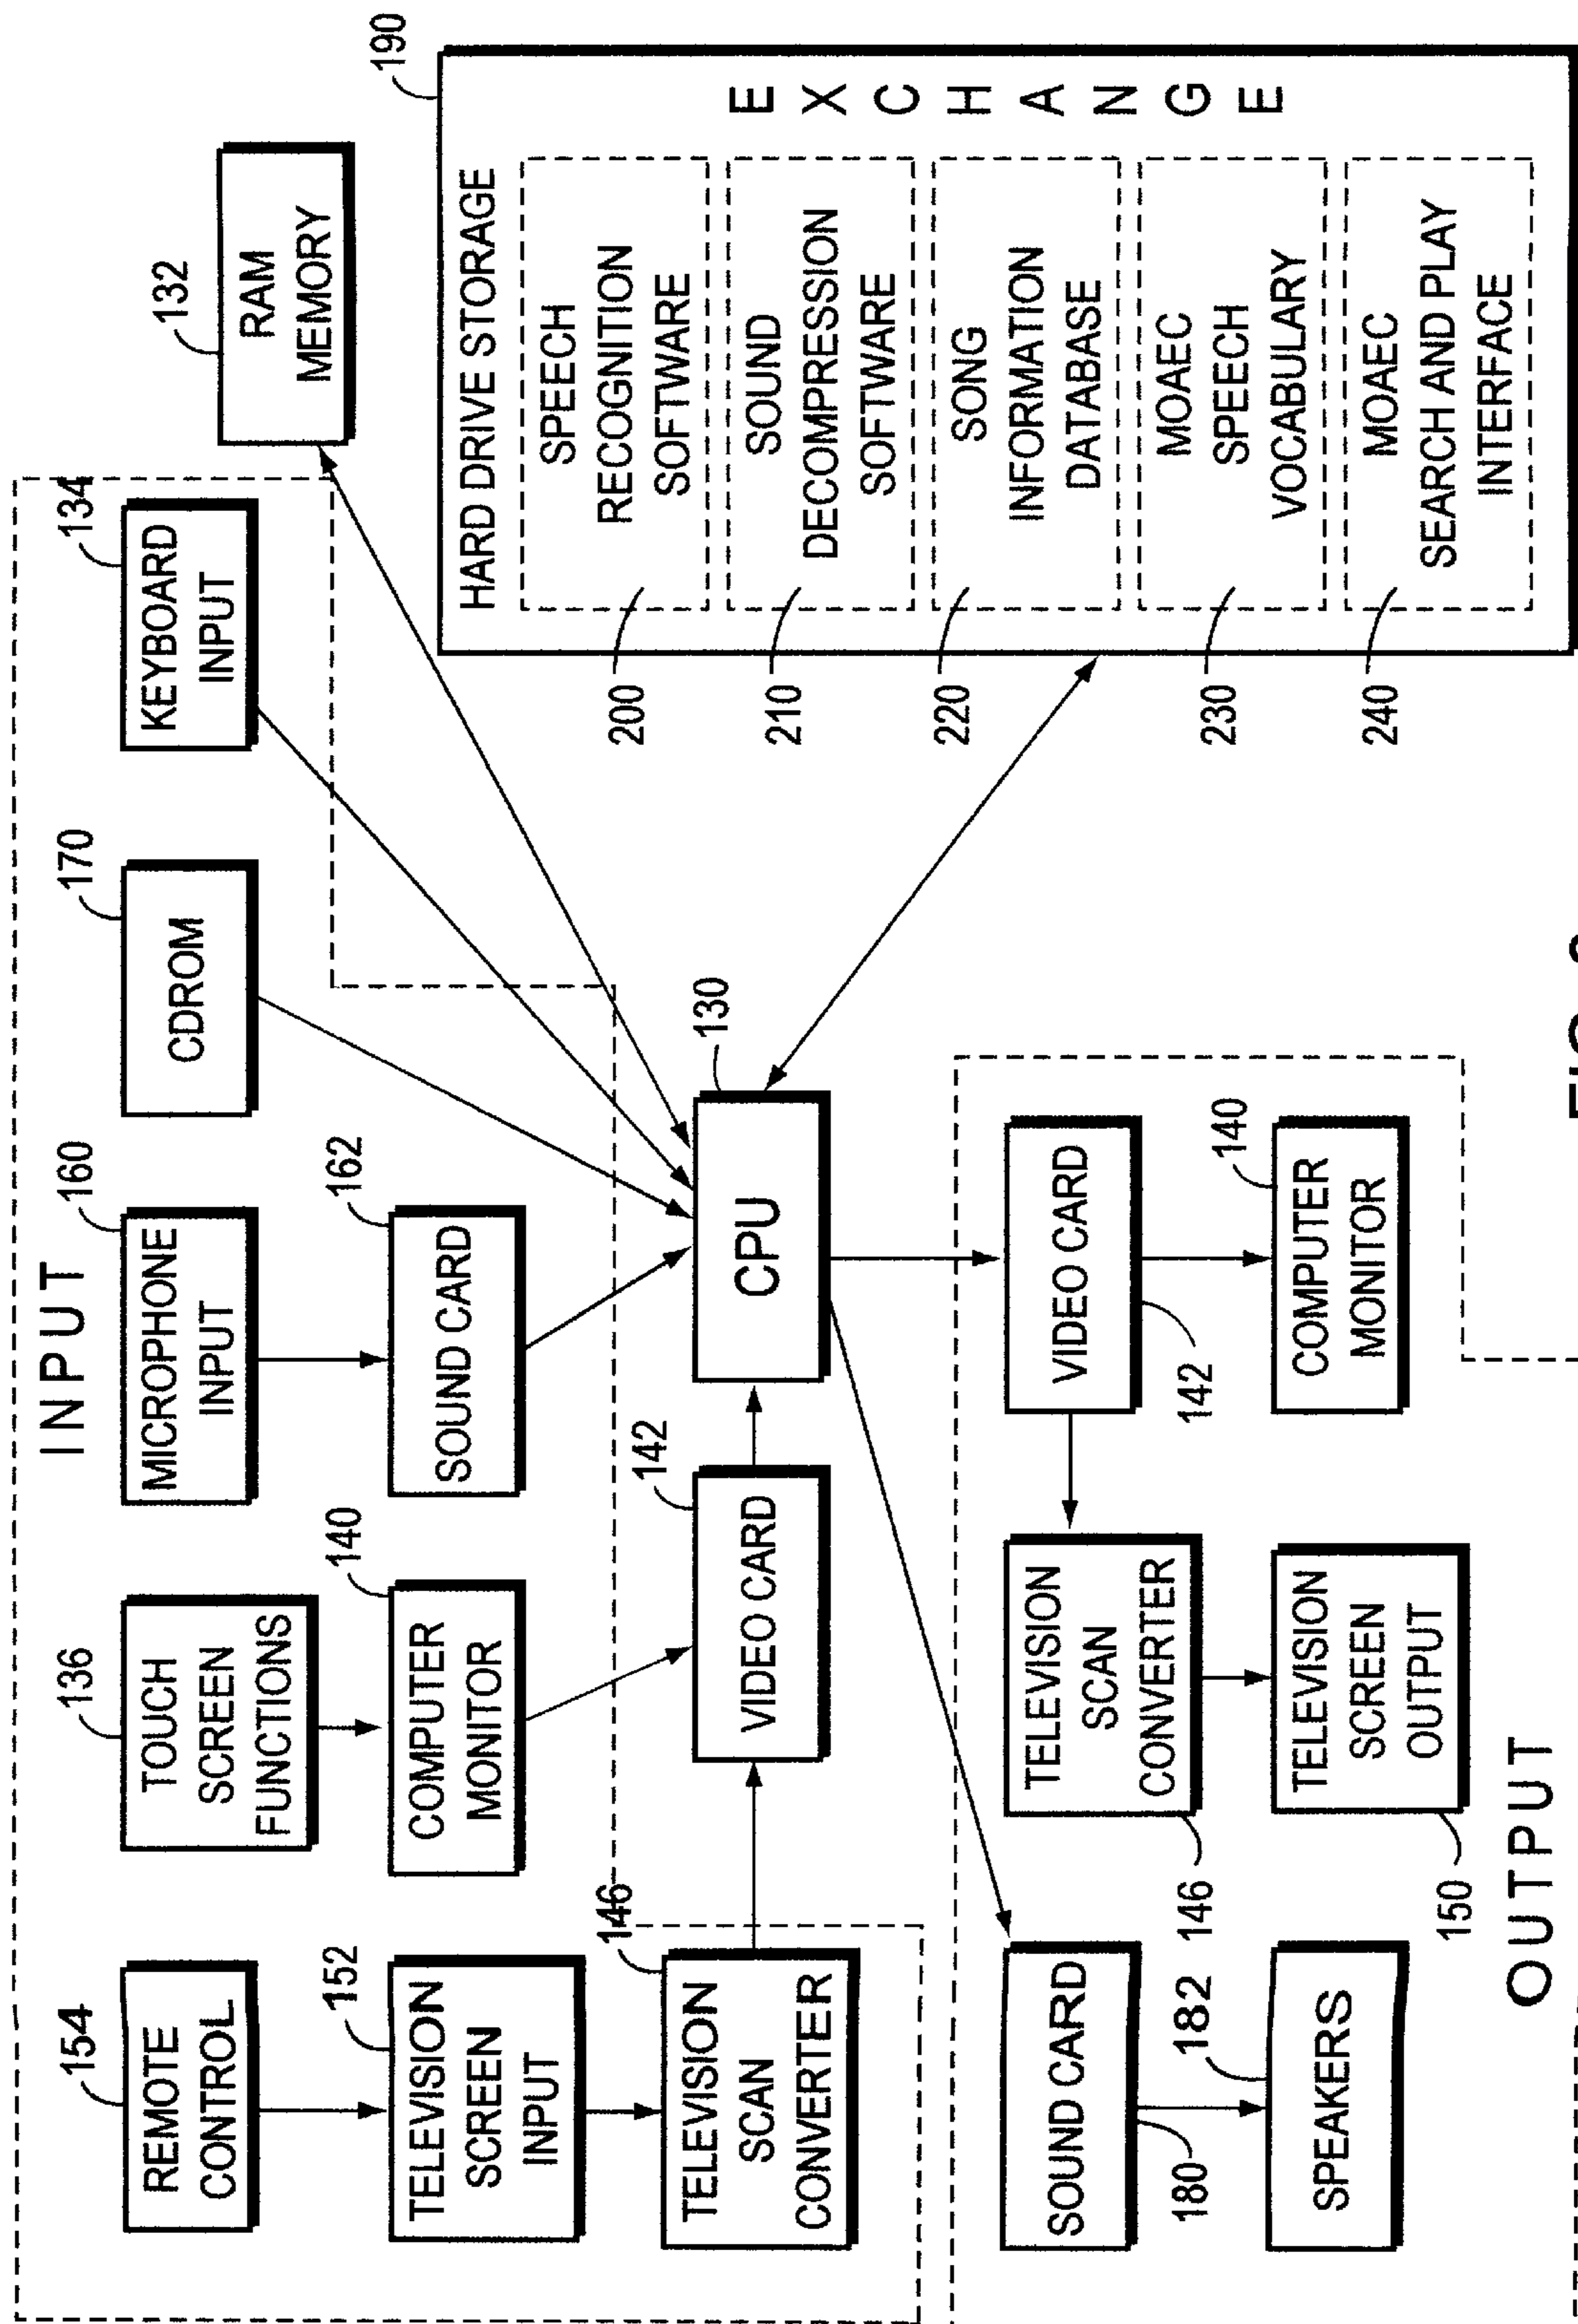 INPUT
154
REMOTE
CONTROL
136
TOUCH
SCREEN
FUNCTIONS
160
MICROPHONE
INPUT
170
CDROM
134
KEYBOARD
INPUT
132
RAM
MEMORY
152
TELEVISION
SCREEN
INPUT
140
COMPUTER
MONITOR
162
SOUND CARD
146
TELEVISION
SCAN
CONVERTER
142
VIDEO CARD
130
CPU
190
HARD DRIVE STORAGE
200
SPEECH
RECOGNITION
SOFTWARE
210
SOUND
DECOMPRESSION
SOFTWARE
220
SONG
INFORMATION
DATABASE
230
MOAEC
SPEECH
VOCABULARY
240
MOAEC
SEARCH AND PLAY
INTERFACE
E
X
C
H
A
N
G
E
SOUND CARD
180
TELEVISION
SCAN
CONVERTER
146
VIDEO CARD
142
182
SPEAKERS
TELEVISION
SCREEN
OUTPUT
150
140
COMPUTER
MONITOR
OUTPUT